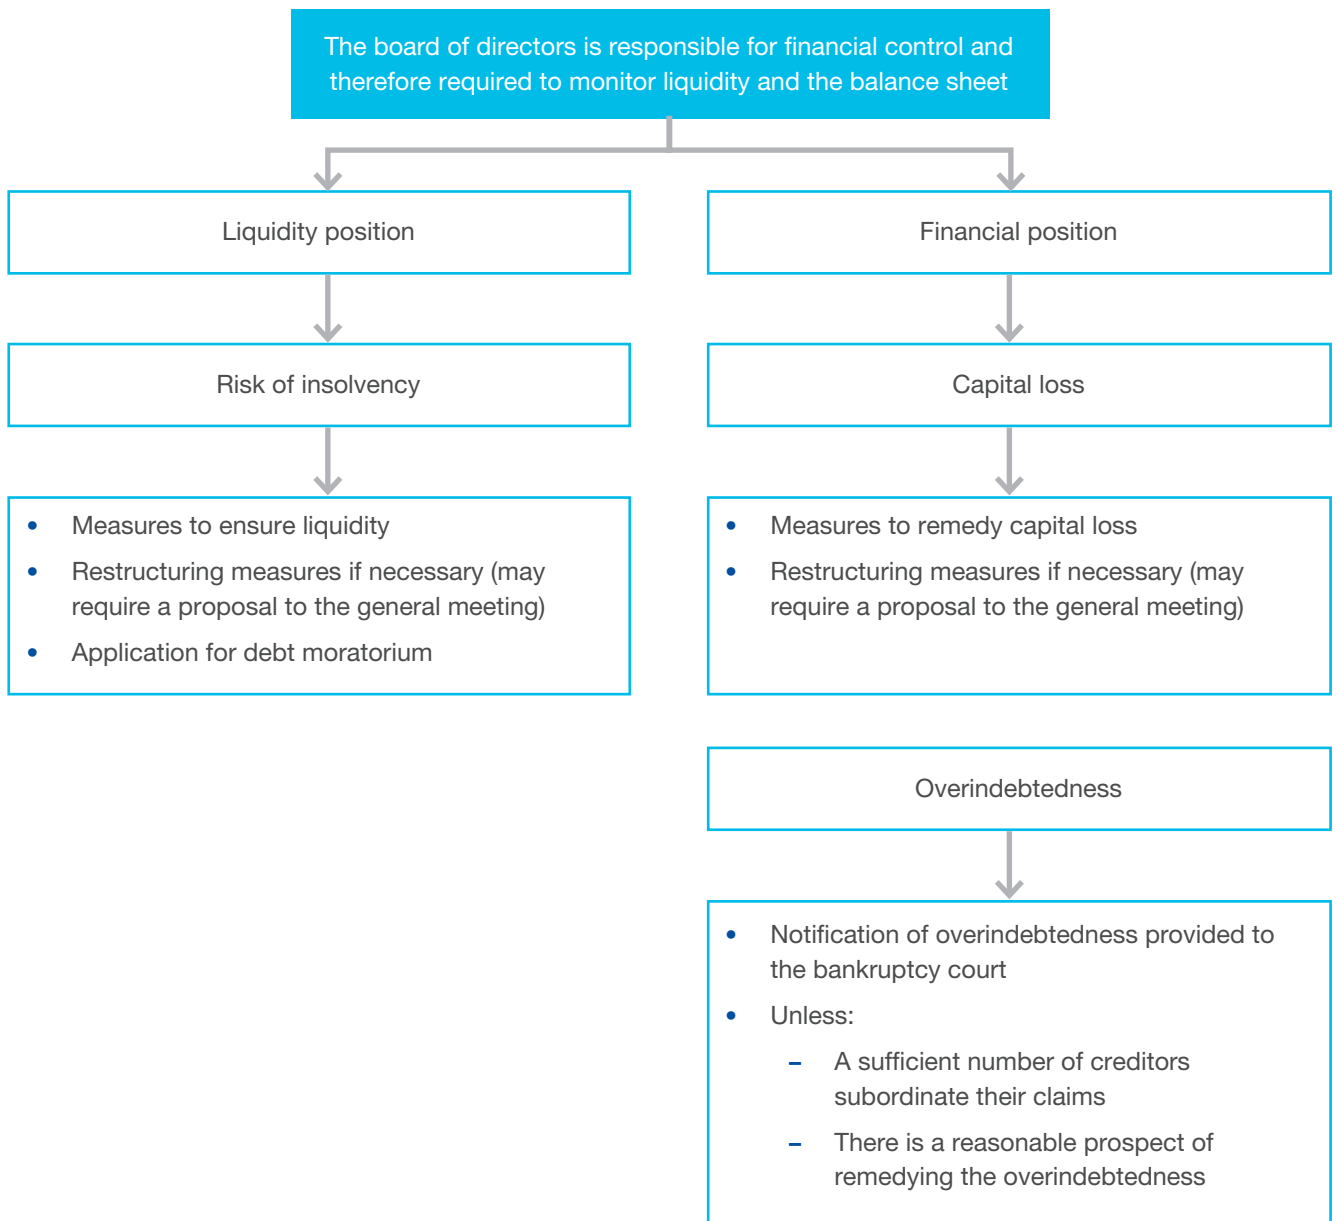 The board of directors is responsible for financial control and
therefore required to monitor liquidity and the balance sheet
Liquidity position
Risk of insolvency
• Measures to ensure liquidity
• Restructuring measures if necessary (may
require a proposal to the general meeting)
• Application for debt moratorium
Financial position
Capital loss
• Measures to remedy capital loss
• Restructuring measures if necessary (may
require a proposal to the general meeting)
Overindebtedness
• Notification of overindebtedness provided to
the bankruptcy court
• Unless:
– A sufficient number of creditors
subordinate their claims
– There is a reasonable prospect of
remedying the overindebtedness